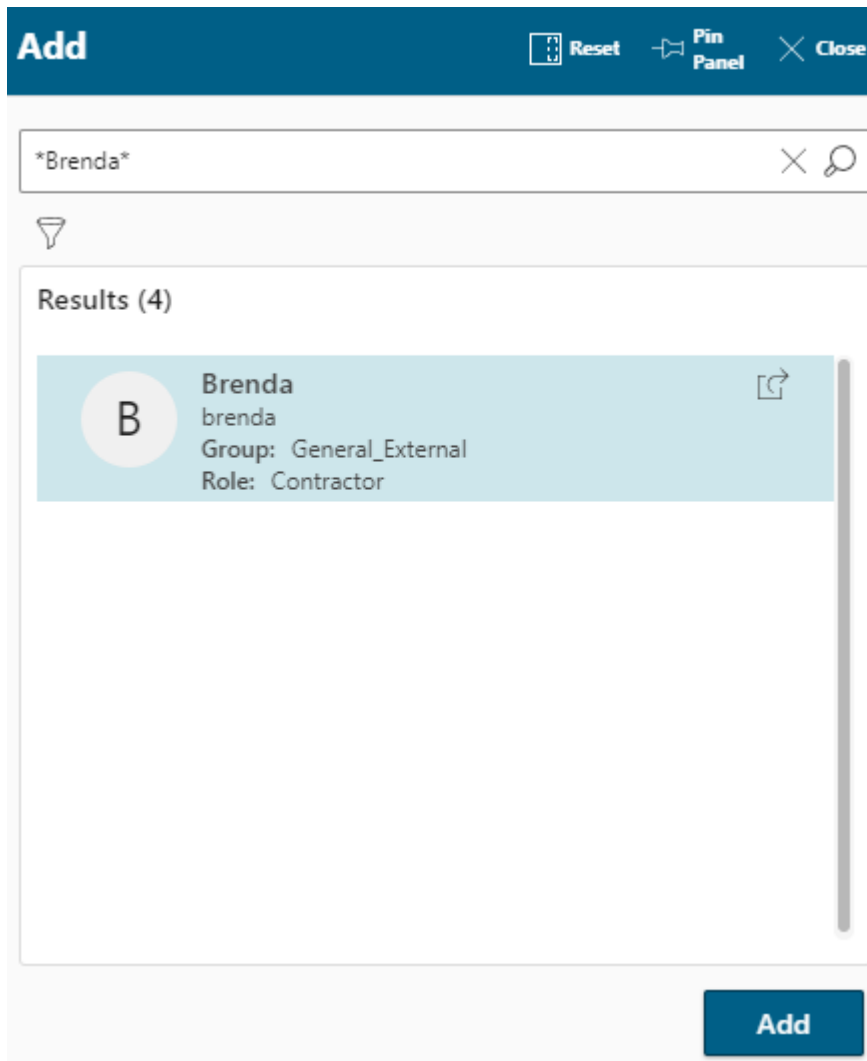 Add
Reset
Pin
Panel
Close
*Brenda*
Results (4)
B
Brenda
brenda
Group: General_External
Role: Contractor
Add